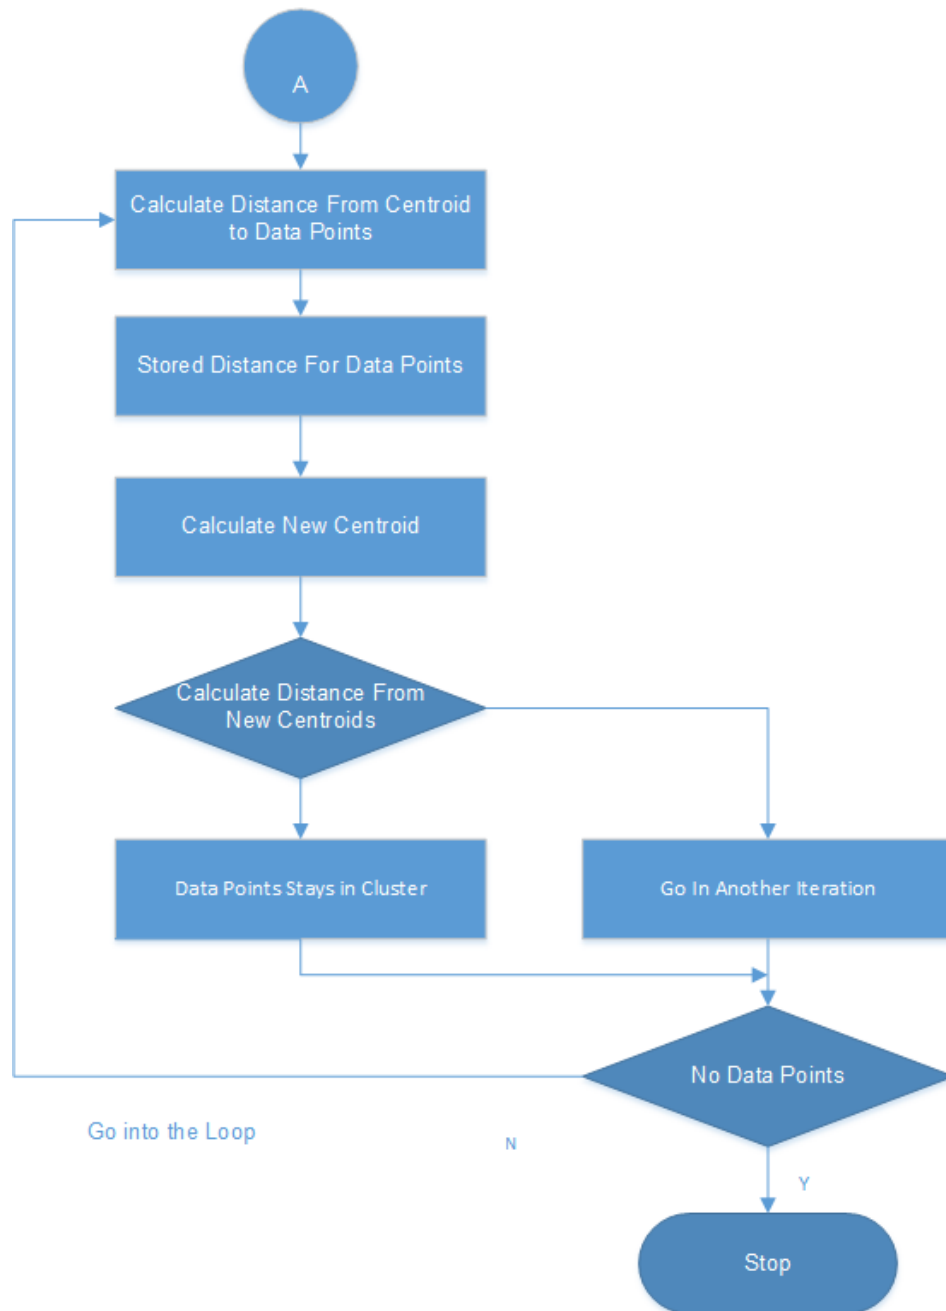 A
Calculate Distance From Centroid
to Data Points
Stored Distance For Data Points
Calculate New Centroid
Calculate Distance From
New Centroids
Data Points Stays in Cluster
Go In Another Iteration
No Data Points
Go into the Loop
N
Y
Stop